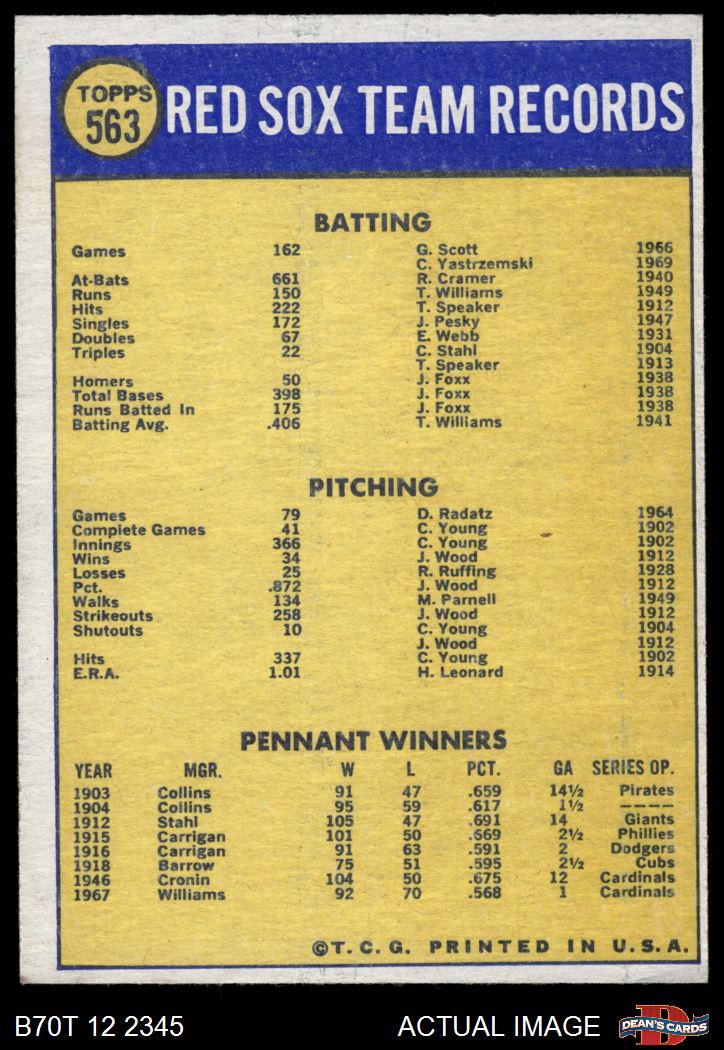 TOPPS
563
RED SOX TEAM RECORDS
BATTING
Games 162 G. Scott 1966
C. Yastrzemski 1969
At-Bats 661 R. Cramer 1940
Runs 150 T. Williams 1949
Hits 222 T. Speaker 1912
Singles 172 J. Pesky 1947
Doubles 67 E. Webb 1931
Triples 22 C. Stahl 1904
T. Speaker 1913
Homers 50 J. Foxx 1938
Total Bases 398 J. Foxx 1938
Runs Batted In 175 J. Foxx 1938
Batting Avg. .406 T. Williams 1941
PITCHING
Games 79 D. Radatz 1964
Complete Games 41 C. Young 1902
Innings 366 C. Young 1902
Wins 34 J. Wood 1912
Losses 25 R. Ruffing 1928
Pct. .872 J. Wood 1912
Walks 134 M. Parnell 1949
Strikeouts 258 J. Wood 1912
Shutouts 10 C. Young 1904
J. Wood 1912
Hits 337 C. Young 1902
E.R.A. 1.01 H. Leonard 1914
PENNANT WINNERS
YEAR MGR. W L PCT. GA SERIES OP.
1903 Collins 91 47 .659 14½ Pirates
1904 Collins 95 59 .617 1½ -----
1912 Stahl 105 47 .691 14 Giants
1915 Carrigan 101 50 .669 2½ Phillies
1916 Carrigan 91 63 .591 2 Dodgers
1918 Barrow 75 51 .595 2½ Cubs
1946 Cronin 104 50 .675 12 Cardinals
1967 Williams 92 70 .568 1 Cardinals
©T. C. G. PRINTED IN U. S. A.
B70T 12 2345 ACTUAL IMAGE DEAN'S CARDS